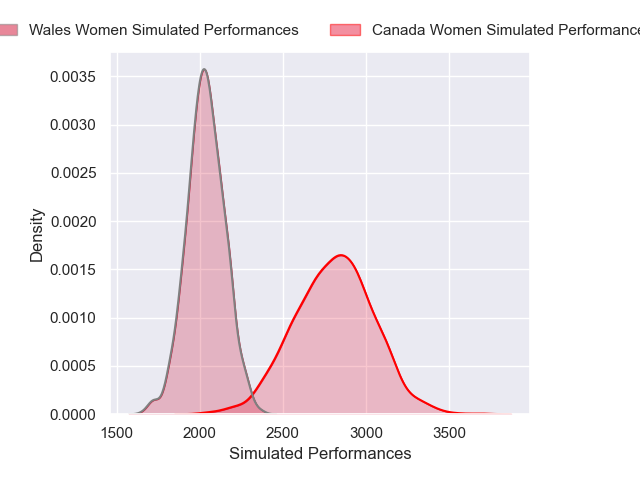 Wales Women Simulated Performances Canada Women Simulated Performance
0.0035
0.0030
0.0025
0.0020
0.0015
0.0010
0.0005
0.0000
Density
1500 2000 2500 3000 3500
Simulated Performances